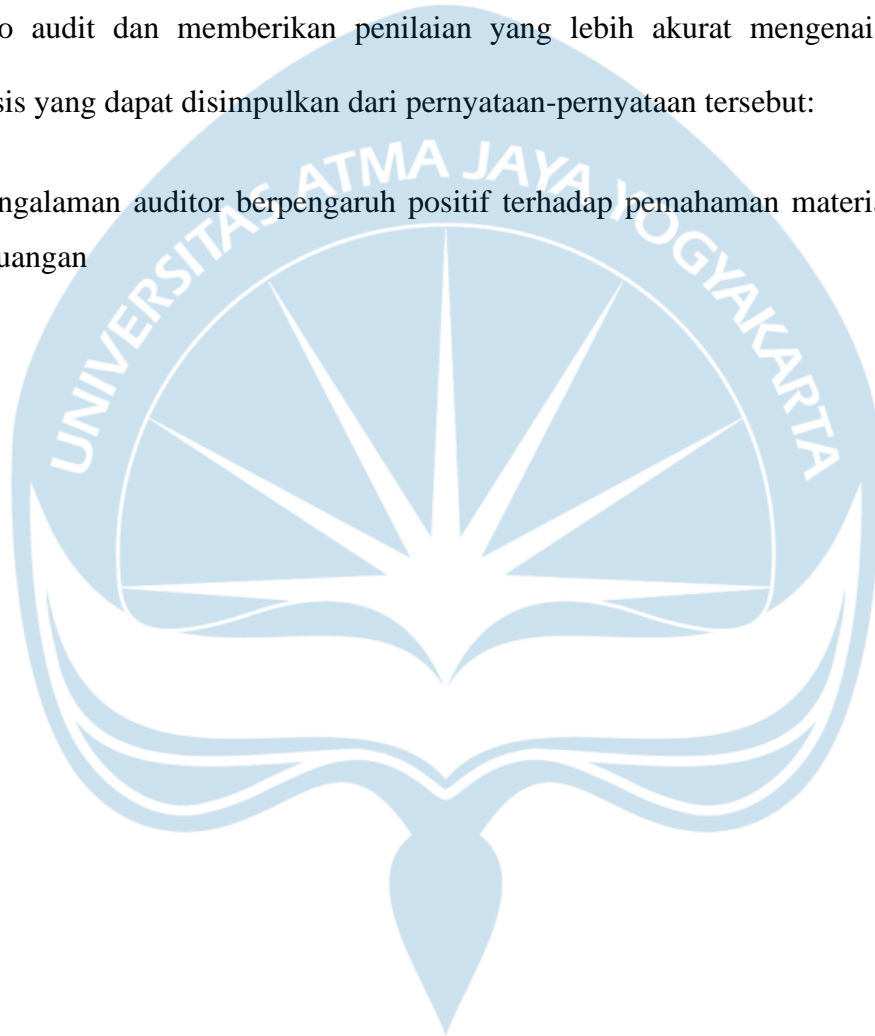 o audit dan memberikan penilaian yang lebih akurat mengenai
sis yang dapat disimpulkan dari pernyataan-pernyataan tersebut:
UNIVERSITAS ATMA JAYA YOGYAKARTA
ngalaman auditor berpengaruh positif terhadap pemahaman materia
uangan